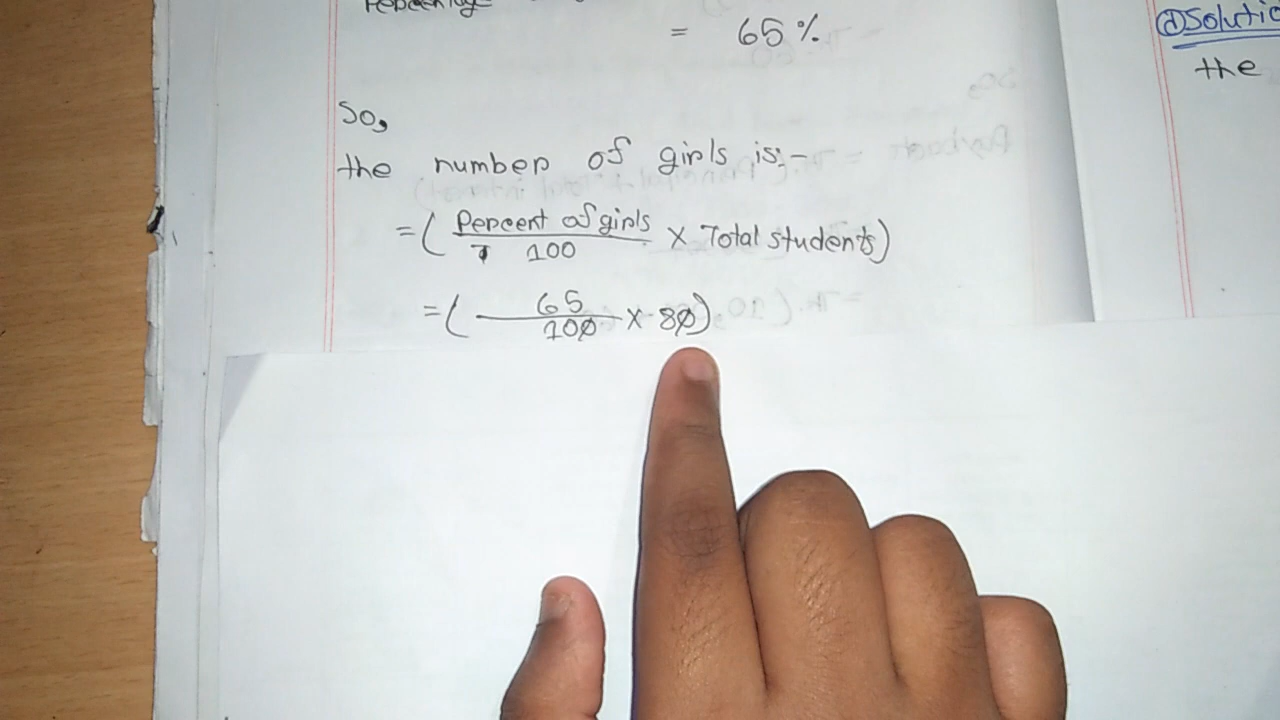 = 65%
So,
the number of girls is:-
= ( Percent of girls / 100 × Total students )
= ( 65 / 100 × 80 )
@Solutio
the